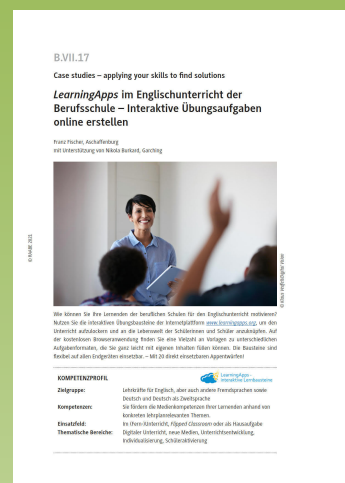 B.VII.17
Case studies – applying your skills to find solutions
LearningApps im Englischunterricht der
Berufsschule – Interaktive Übungsaufgaben
online erstellen
Franz Fischer, Aschaffenburg
mit Unterstützung von Nikola Burkard, Garching
© RAABE 2021
© Klaus Vedfelt/Digital Vision
Wie können Sie Ihre Lernenden der beruflichen Schulen für den Englischunterricht motivieren?
Nutzen Sie die interaktiven Übungsbausteine der Internetplattform www.learningapps.org, um den
Unterricht aufzulockern und an die Lebenswelt der Schülerinnen und Schüler anzuknüpfen. Auf
der kostenlosen Browseranwendung finden Sie eine Vielzahl an Vorlagen zu unterschiedlichen
Aufgabenformaten, die Sie ganz leicht mit eigenen Inhalten füllen können. Die Bausteine sind
flexibel auf allen Endgeräten einsetzbar. – Mit 20 direkt einsetzbaren Appentwürfen!
KOMPETENZPROFIL
LearningApps -
interaktive Lernbausteine
Zielgruppe: Lehrkräfte für Englisch, aber auch andere Fremdsprachen sowie
Deutsch und Deutsch als Zweitsprache
Kompetenzen: Sie fördern die Medienkompetenzen Ihrer Lernenden anhand von
konkreten lehrplanrelevanten Themen.
Einsatzfeld: Im (Fern-)Unterricht, Flipped Classroom oder als Hausaufgabe
Thematische Bereiche: Digitaler Unterricht, neue Medien, Unterrichtsentwicklung,
Individualisierung, Schüleraktivierung